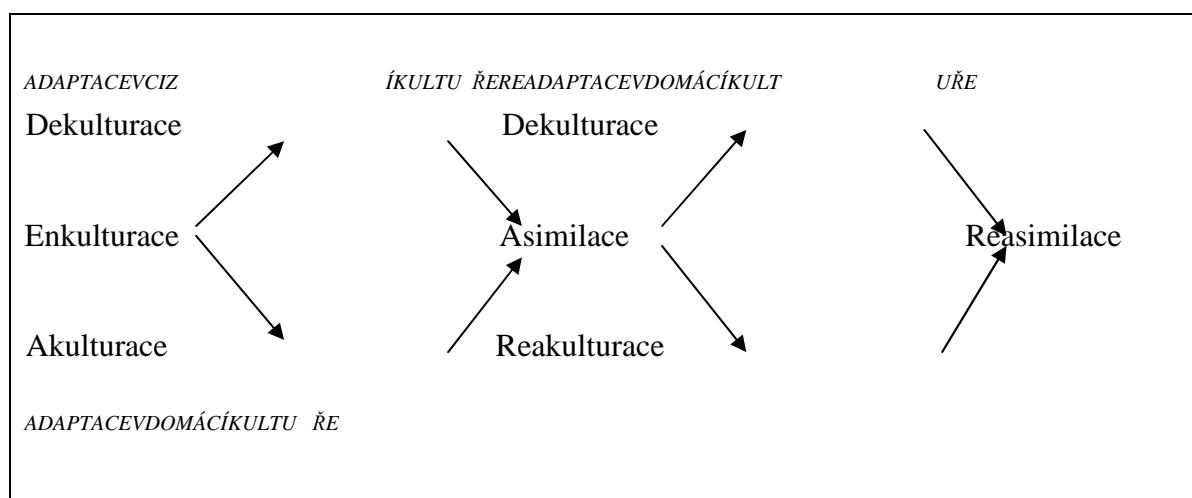 ADAPTACEVCIZ ÍKULTU ŘEREADAPTACEVDOMÁCÍKULT UŘE
Dekulturace Dekulturace
Enkulturace Asimilace Reasimilace
Akulturace Reakulturace
ADAPTACEVDOMÁCÍKULTU ŘE